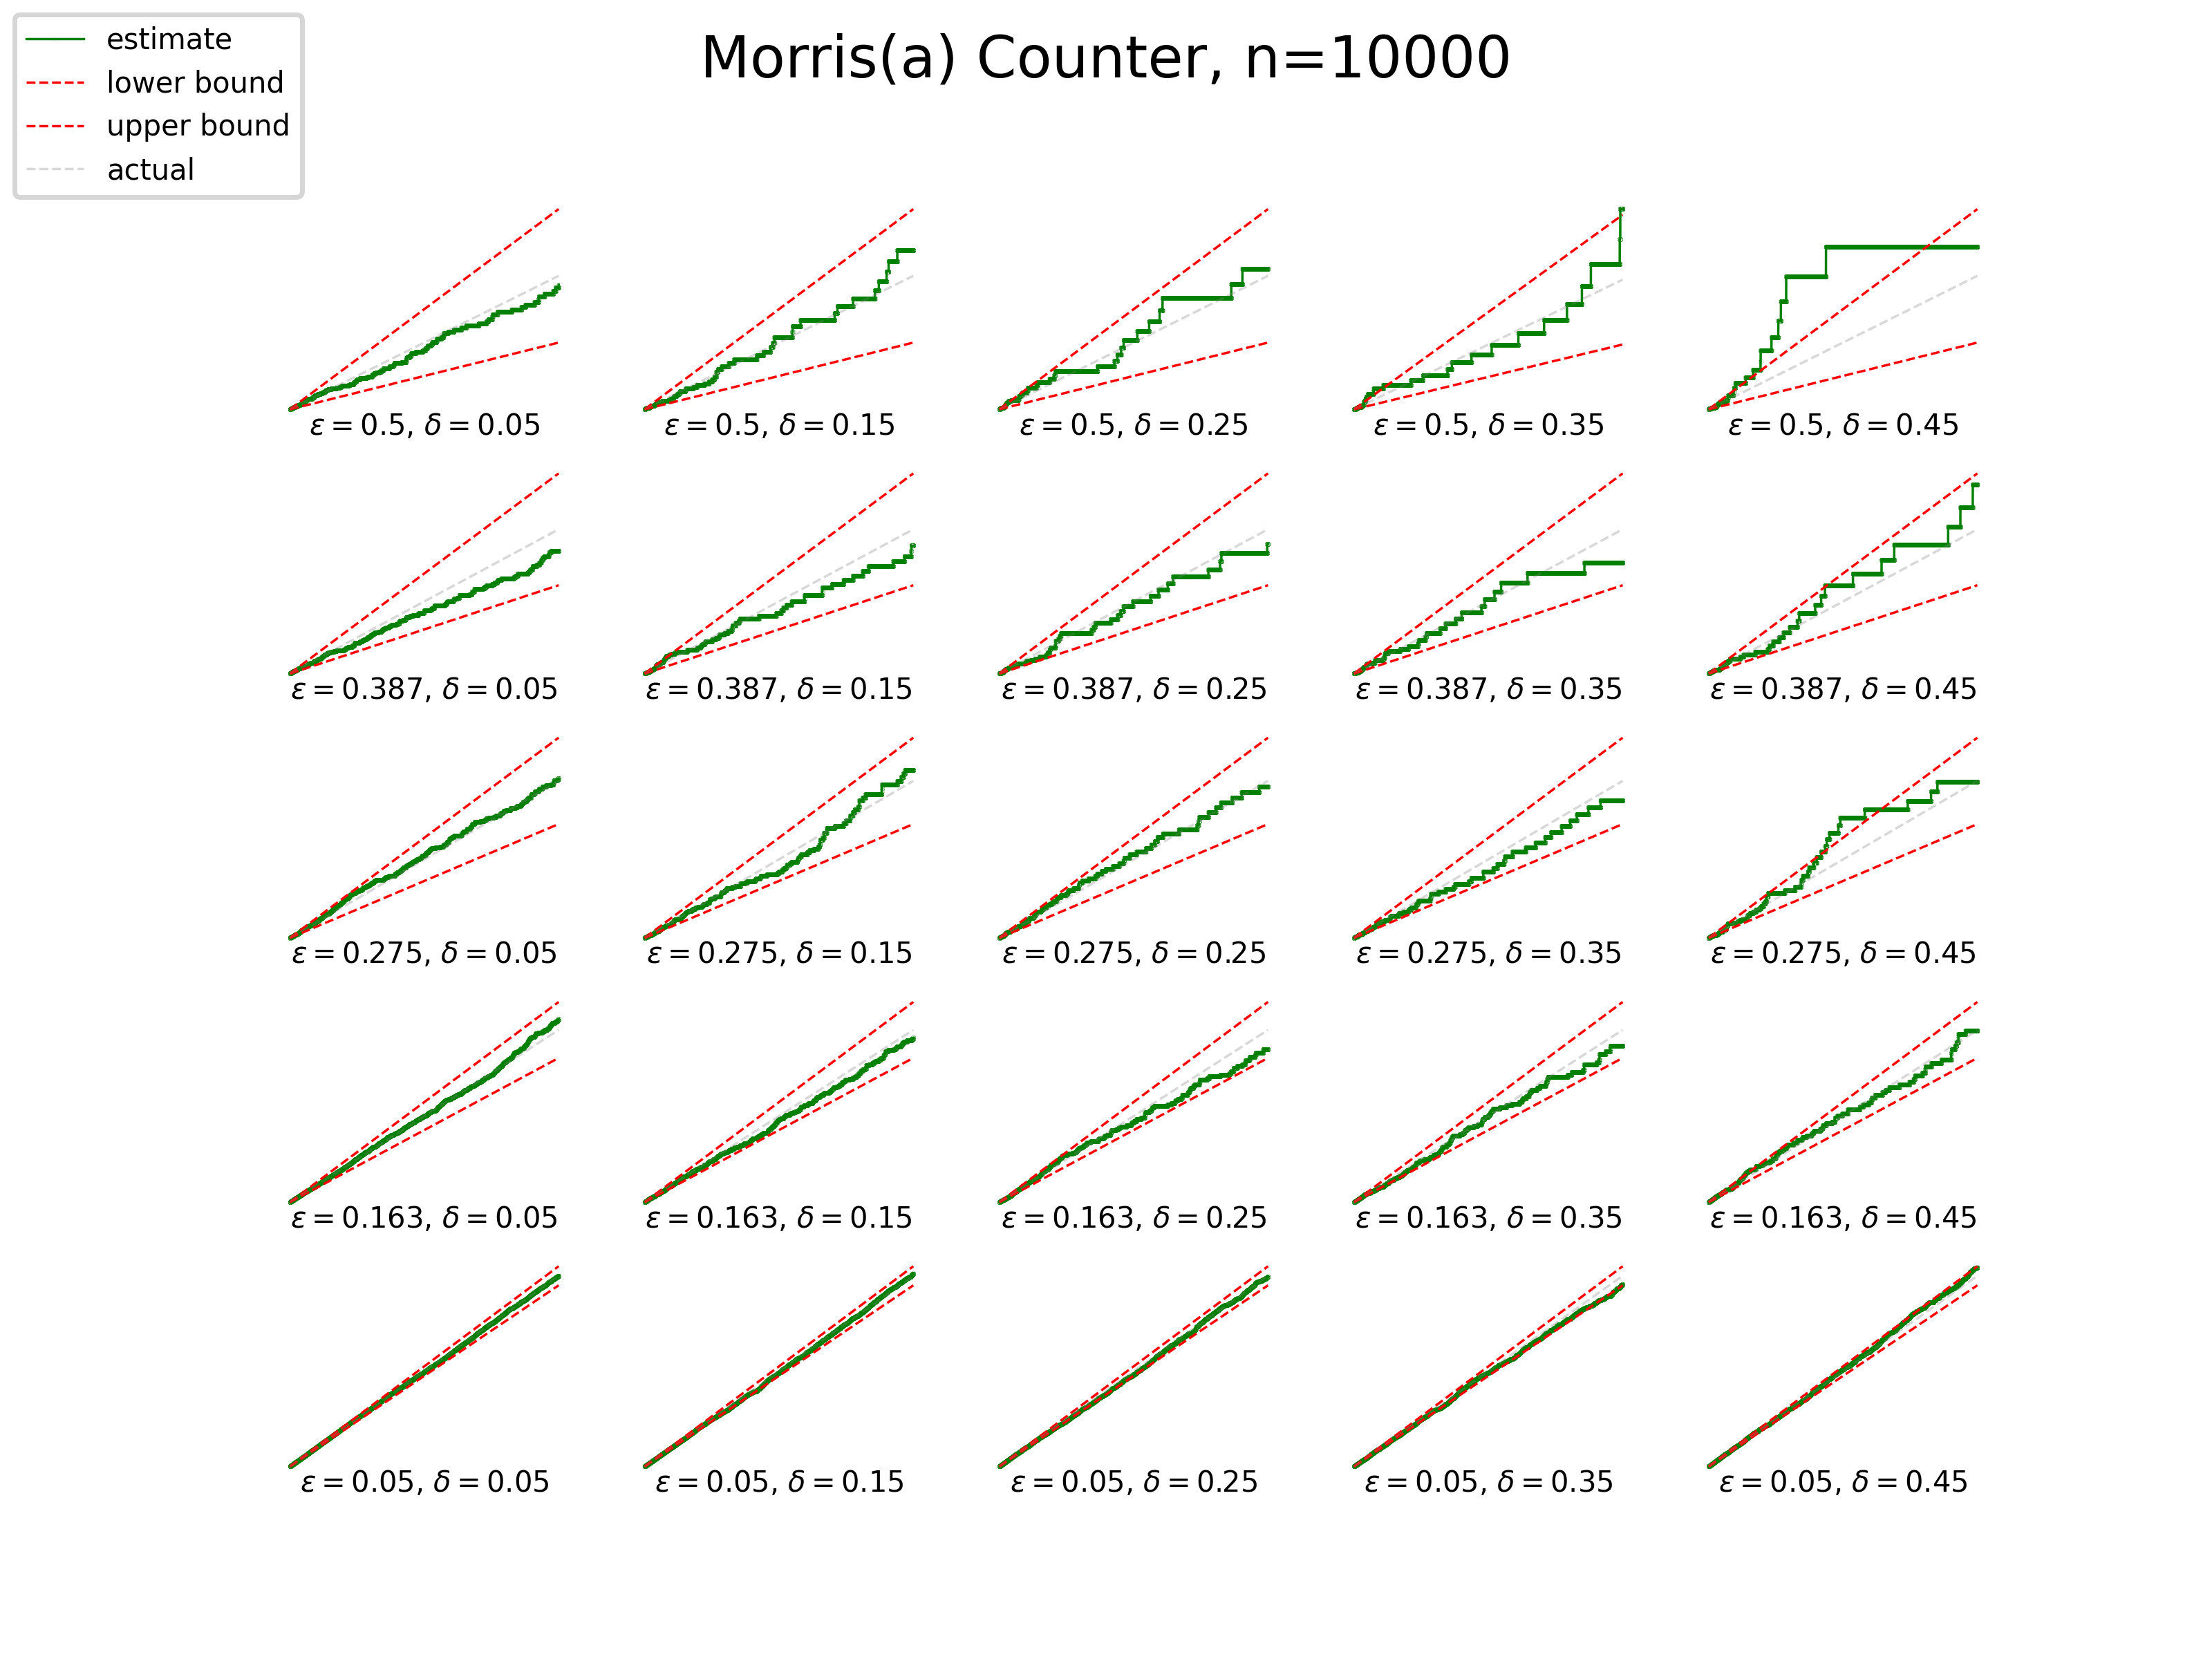 Morris(a) Counter, n=10000
estimate
lower bound
upper bound
actual
ε = 0.5, δ = 0.05
ε = 0.5, δ = 0.15
ε = 0.5, δ = 0.25
ε = 0.5, δ = 0.35
ε = 0.5, δ = 0.45
ε = 0.387, δ = 0.05
ε = 0.387, δ = 0.15
ε = 0.387, δ = 0.25
ε = 0.387, δ = 0.35
ε = 0.387, δ = 0.45
ε = 0.275, δ = 0.05
ε = 0.275, δ = 0.15
ε = 0.275, δ = 0.25
ε = 0.275, δ = 0.35
ε = 0.275, δ = 0.45
ε = 0.163, δ = 0.05
ε = 0.163, δ = 0.15
ε = 0.163, δ = 0.25
ε = 0.163, δ = 0.35
ε = 0.163, δ = 0.45
ε = 0.05, δ = 0.05
ε = 0.05, δ = 0.15
ε = 0.05, δ = 0.25
ε = 0.05, δ = 0.35
ε = 0.05, δ = 0.45